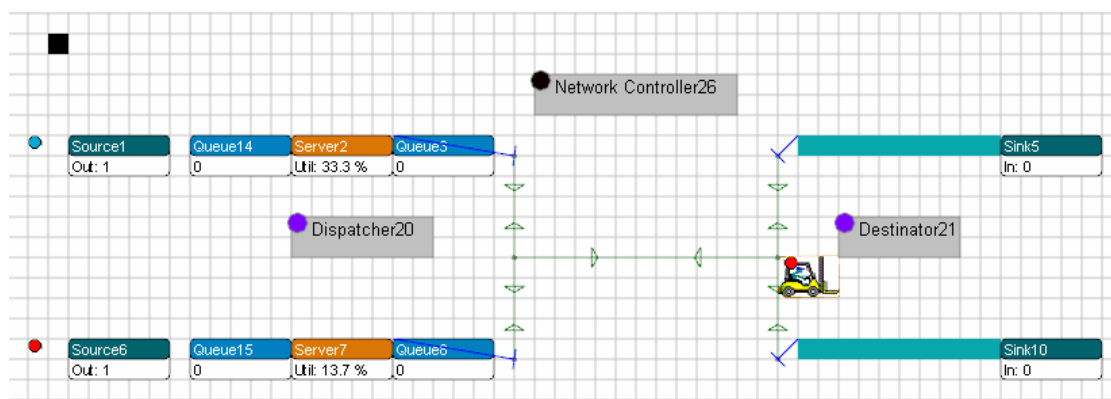 Network Controller26
Source1
Queue14
Server2
Queue3
Sink5
Out: 1
0
Util: 33.3 %
0
In: 0
Dispatcher20
Destinator21
Source6
Queue15
Server7
Queue6
Sink10
Out: 1
0
Util: 13.7 %
0
In: 0